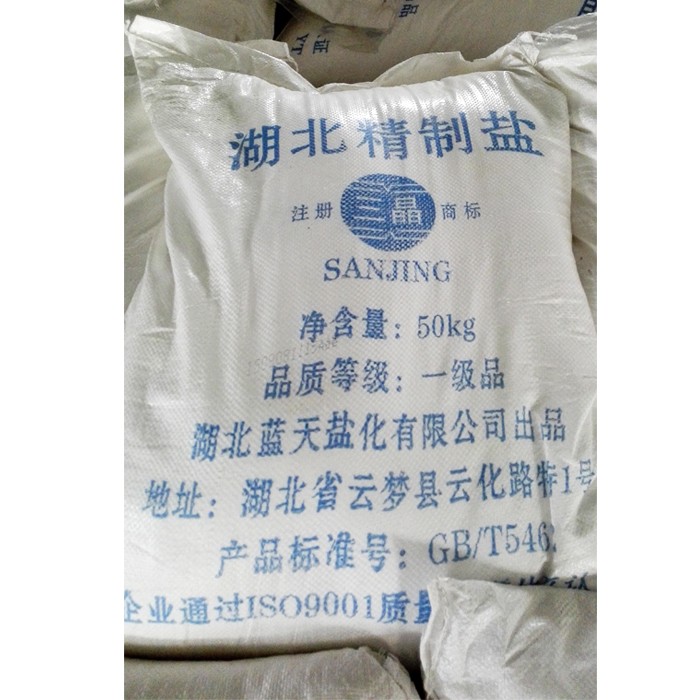 湖北精制盐
注册 三晶 商标
SANJING
净含量：50kg
品质等级：一级品
湖北蓝天盐化有限公司出品
地址：湖北省云梦县云化路特1号
产品标准号：GB/T546
企业通过ISO9001质量